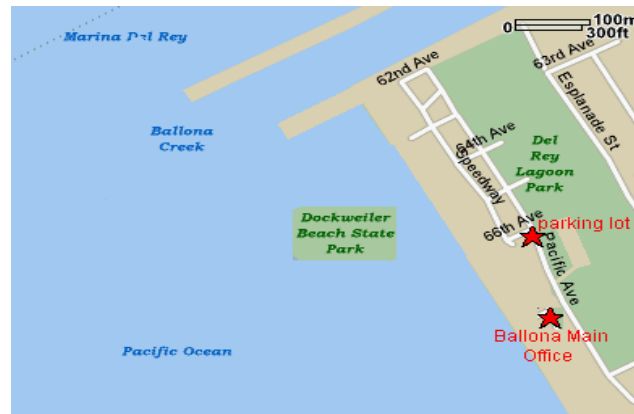 Marina Del Rey
0 100m
300ft
62nd Ave
63rd Ave
Esplanade St
Ballona
Creek
64th Ave
Speedway
Del
Rey
Lagoon
Park
Dockweiler
Beach State
Park
66th Ave
parking lot
Pacific Ave
Ballona Main
Office
Pacific Ocean